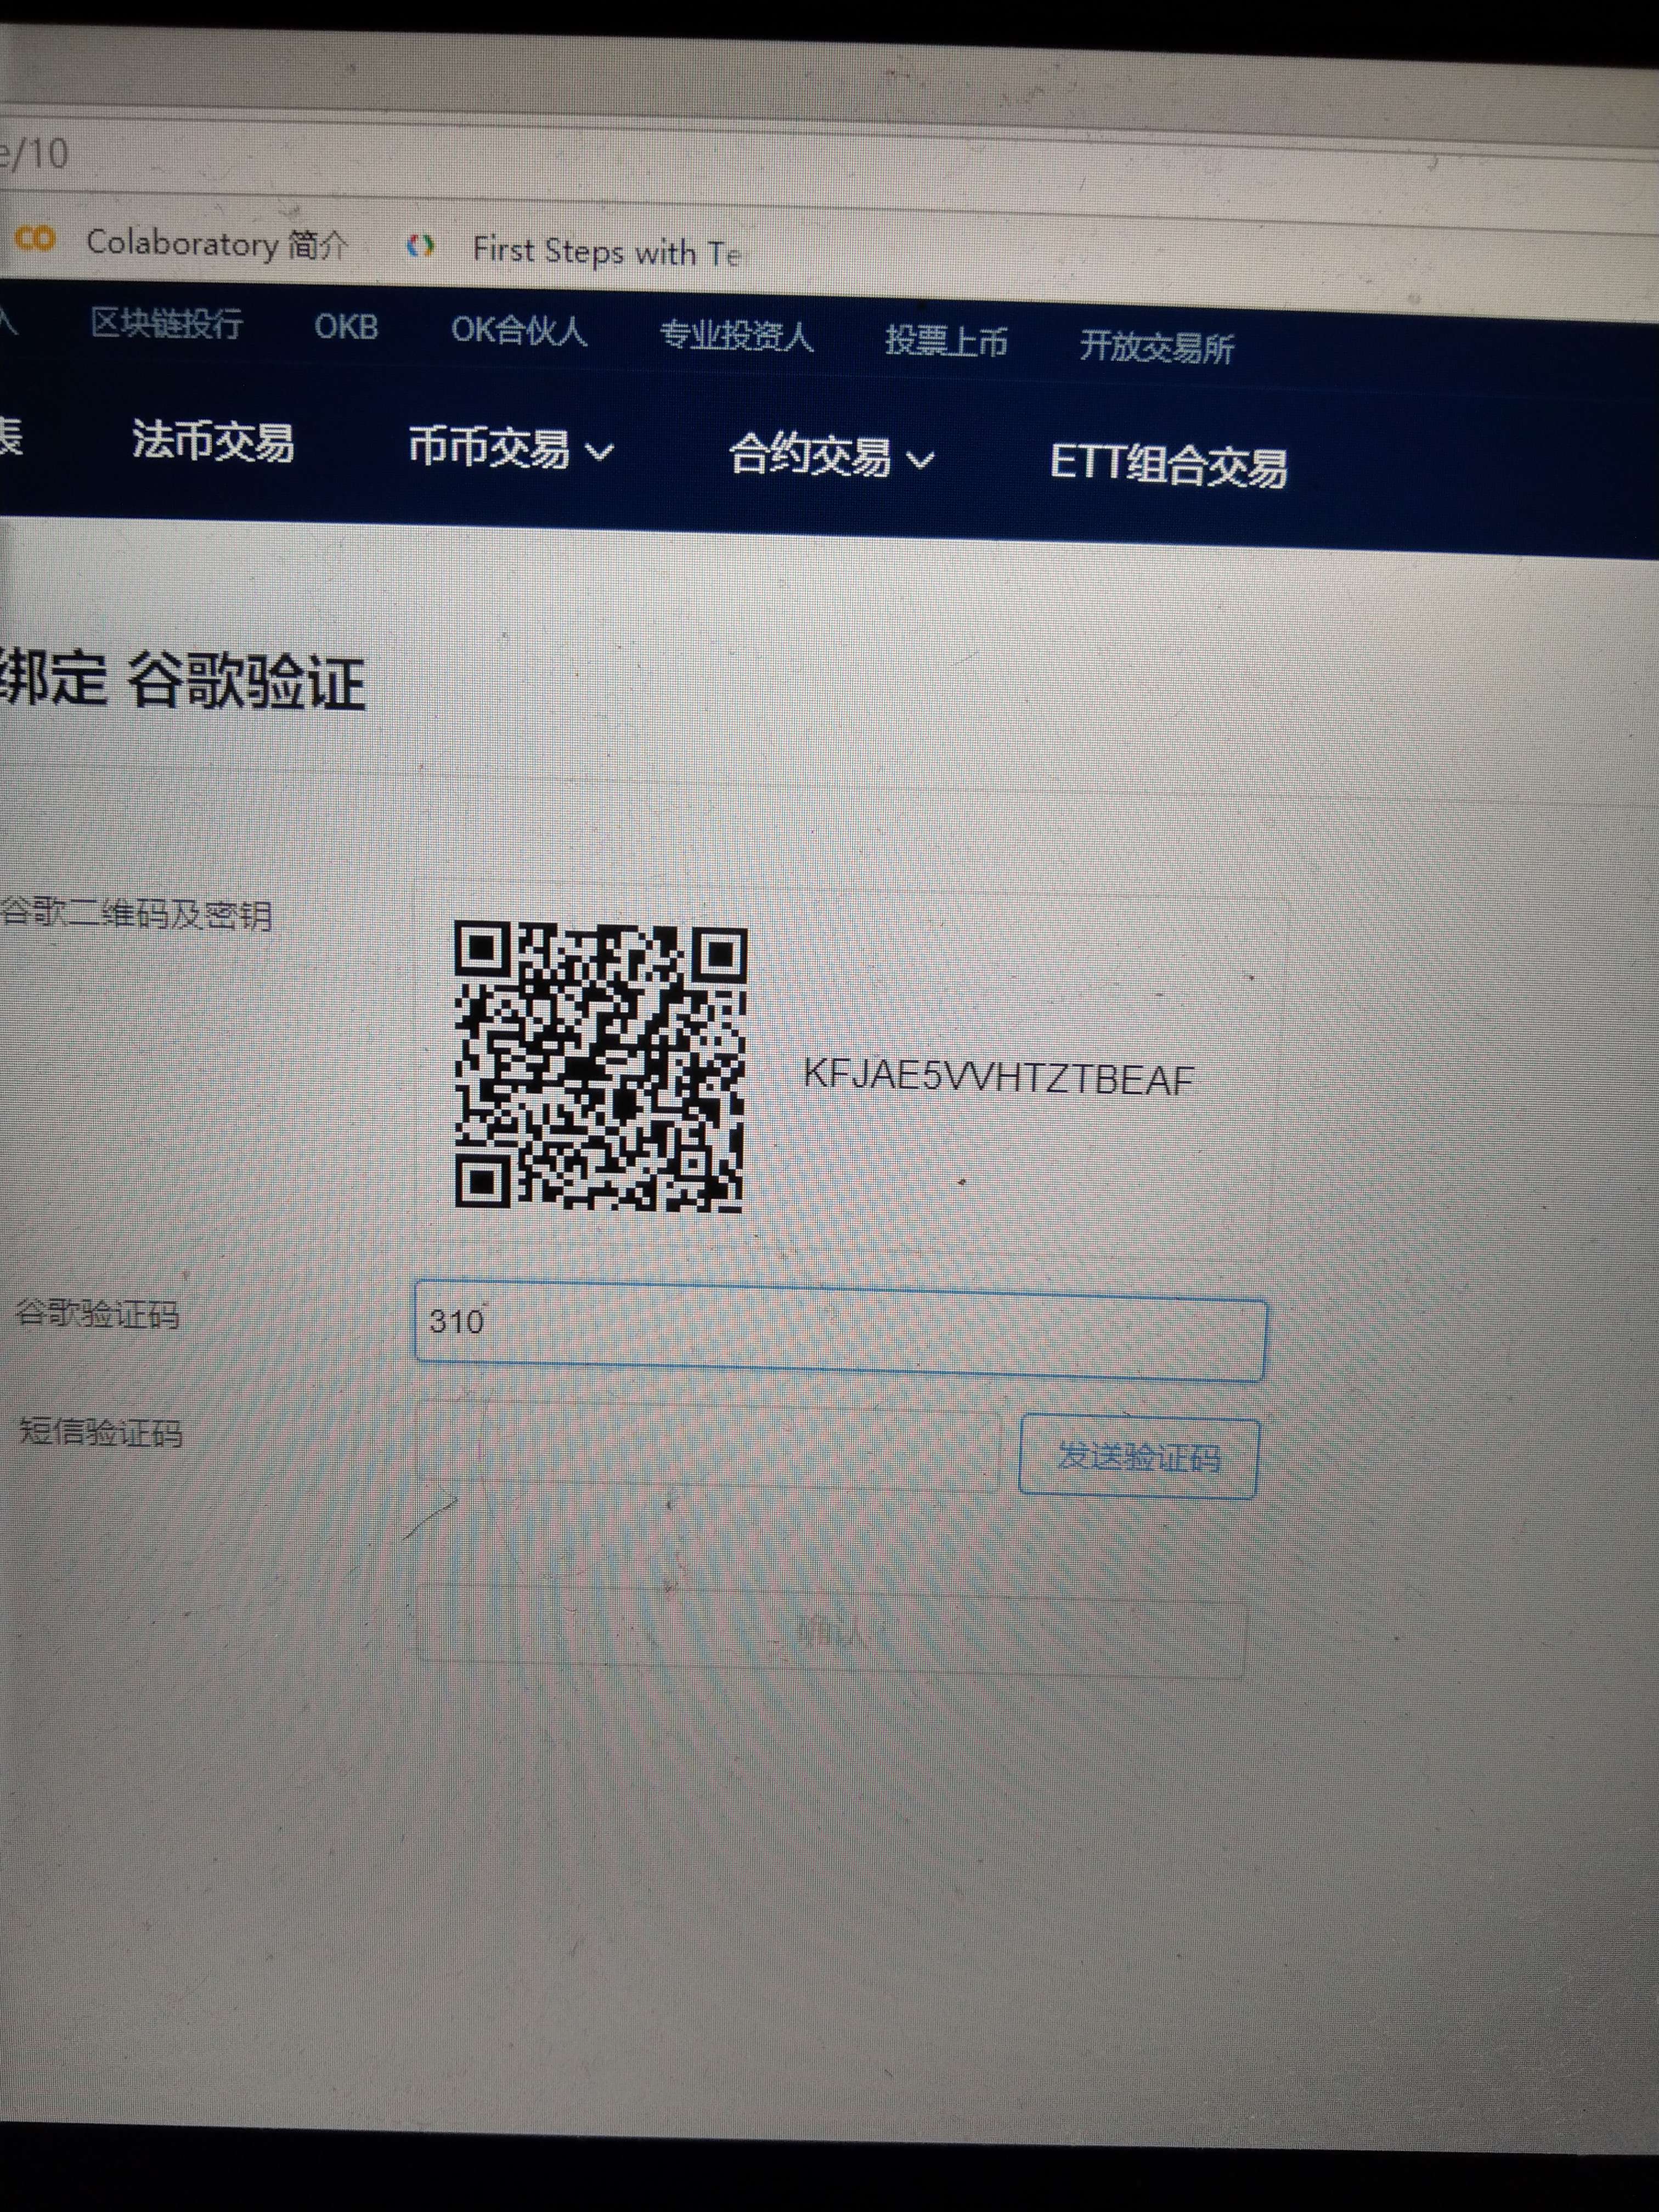 e/10
Colaboratory 简介 First Steps with Te
区块链投行 OKB OK合伙人 专业投资人 投票上币 开放交易所
表 法币交易 币币交易 合约交易 ETT组合交易
绑定 谷歌验证
谷歌二维码及密钥
KFJAE5VVHTZTBEAF
谷歌验证码 310
短信验证码 发送验证码
确认